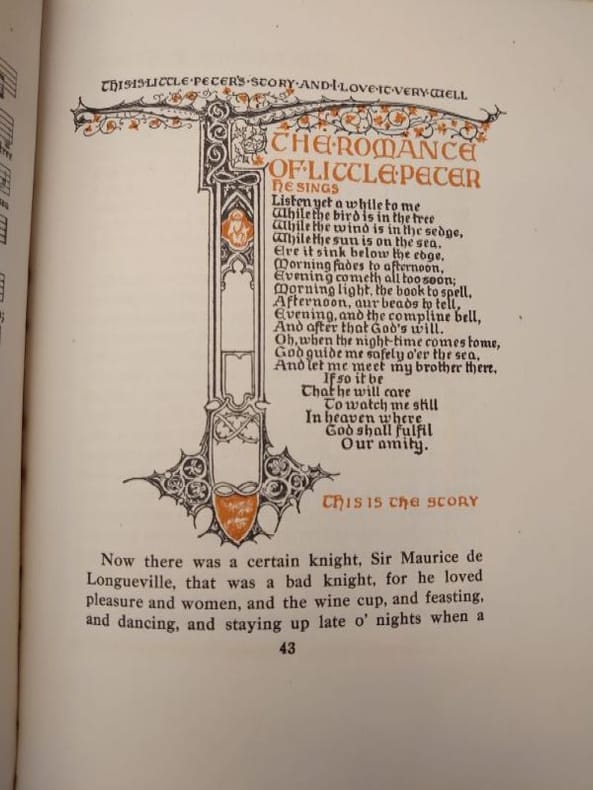 THIS·IS·LITTLE·PETER'S·STORY·AND·I·LOVE·IT·VERY·WELL
THE·ROMANCE
OF·LITTLE·PETER
HE SINGS
Listen yet a while to me
While the bird is in the tree
While the wind is in the sedge,
While the sun is on the sea,
Ere it sink below the edge,
Morning fades to afternoon,
Evening cometh all too soon;
Morning light, the book to spell,
Afternoon, our beads to tell,
Evening, and the compline bell,
And after that God's will.
Oh, when the night-time comes to me,
God guide me safely o'er the sea,
And let me meet my brother there,
If so it be
That he will care
To watch me still
In heaven where
God shall fulfil
Our amity.
THIS IS THE STORY
Now there was a certain knight, Sir Maurice de
Longueville, that was a bad knight, for he loved
pleasure and women, and the wine cup, and feasting,
and dancing, and staying up late o' nights when a
43